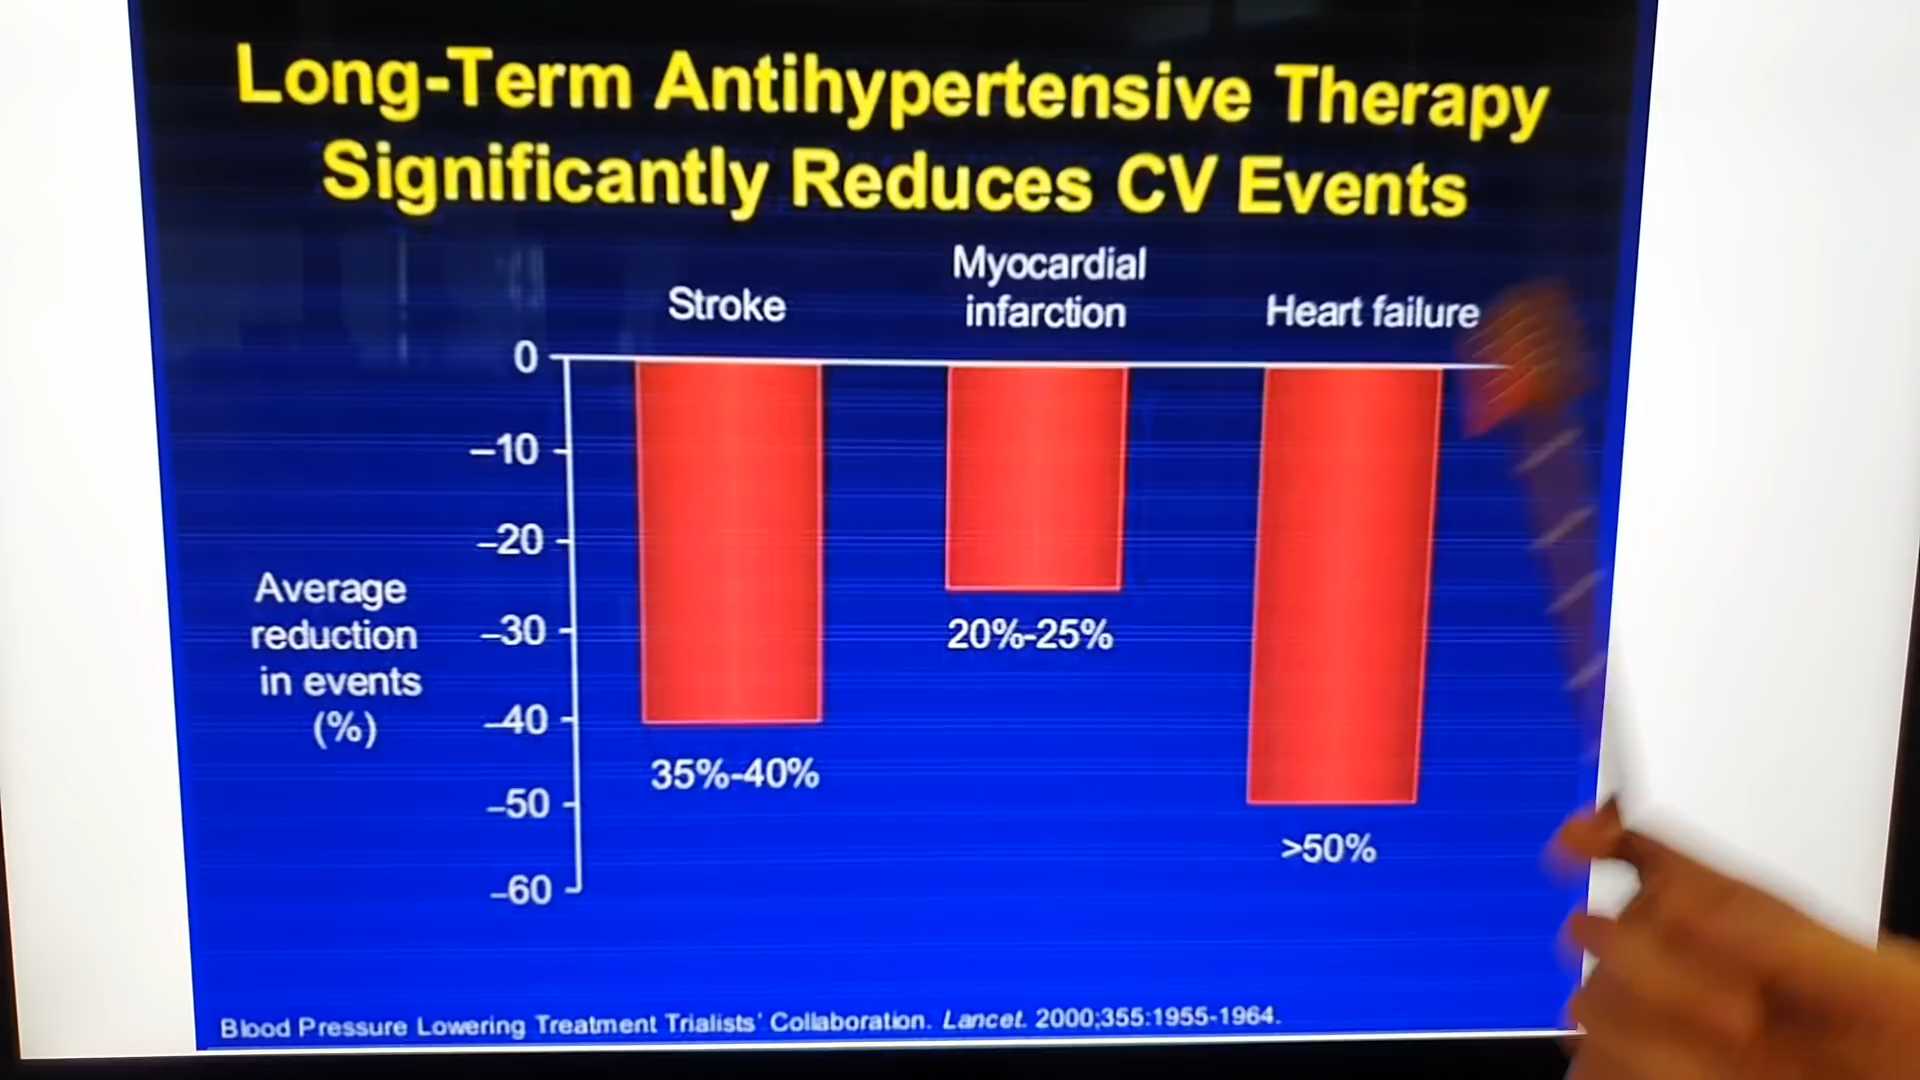 Long-Term Antihypertensive Therapy
Significantly Reduces CV Events
Stroke
Myocardial
infarction
Heart failure
0
–10
–20
–30
–40
–50
–60
Average
reduction
in events
(%)
35%-40%
20%-25%
>50%
Blood Pressure Lowering Treatment Trialists' Collaboration. Lancet. 2000;355:1955-1964.